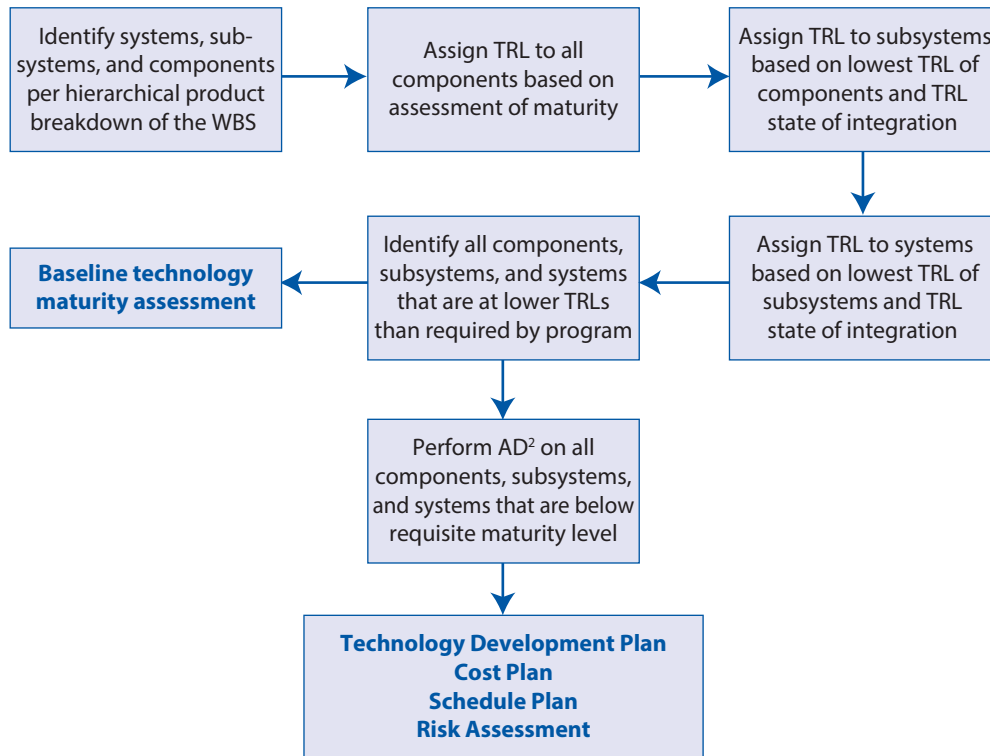 Identify systems, sub-
systems, and components
per hierarchical product
breakdown of the WBS
Assign TRL to all
components based on
assessment of maturity
Assign TRL to subsystems
based on lowest TRL of
components and TRL
state of integration
Assign TRL to systems
based on lowest TRL of
subsystems and TRL
state of integration
Identify all components,
subsystems, and systems
that are at lower TRLs
than required by program
Baseline technology
maturity assessment
Perform AD² on all
components, subsystems,
and systems that are below
requisite maturity level
Technology Development Plan
Cost Plan
Schedule Plan
Risk Assessment